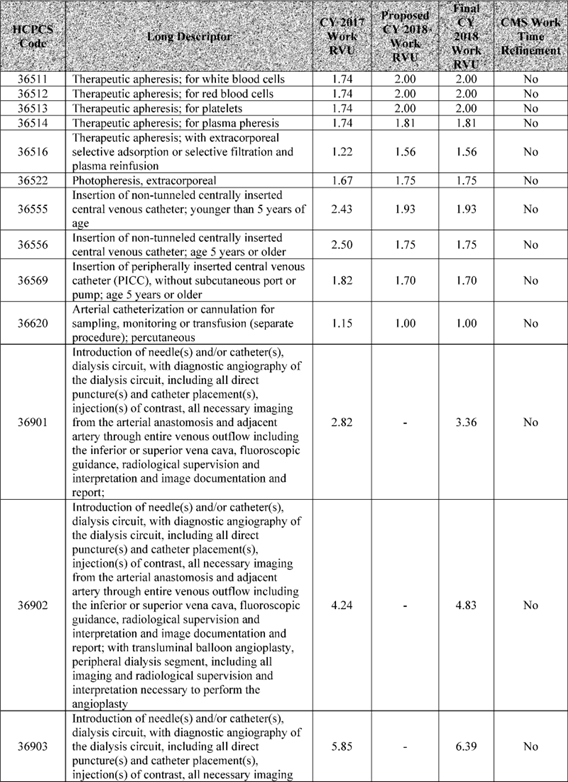 HCPCS Code Long Descriptor CY 2017 Work RVU Proposed CY 2018 Work RVU Final CY 2018 Work RVU CMS Work Time Refinement
36511 Therapeutic apheresis; for white blood cells 1.74 2.00 2.00 No
36512 Therapeutic apheresis; for red blood cells 1.74 2.00 2.00 No
36513 Therapeutic apheresis; for platelets 1.74 2.00 2.00 No
36514 Therapeutic apheresis; for plasma pheresis 1.74 1.81 1.81 No
Therapeutic apheresis; with extracorporeal
36516 selective adsorption or selective filtration and 1.22 1.56 1.56 No
plasma reinfusion
36522 Photopheresis, extracorporeal 1.67 1.75 1.75 No
Insertion of non-tunneled centrally inserted
36555 central venous catheter; younger than 5 years of 2.43 1.93 1.93 No
age
36556 Insertion of non-tunneled centrally inserted 2.50 1.75 1.75 No
central venous catheter; age 5 years or older
Insertion of peripherally inserted central venous
36569 catheter (PICC), without subcutaneous port or 1.82 1.70 1.70 No
pump; age 5 years or older
Arterial catheterization or cannulation for
36620 sampling, monitoring or transfusion (separate 1.15 1.00 1.00 No
procedure); percutaneous
Introduction of needle(s) and/or catheter(s),
dialysis circuit, with diagnostic angiography of
the dialysis circuit, including all direct
puncture(s) and catheter placement(s),
injection(s) of contrast, all necessary imaging
36901 from the arterial anastomosis and adjacent 2.82 - 3.36 No
artery through entire venous outflow including
the inferior or superior vena cava, fluoroscopic
guidance, radiological supervision and
interpretation and image documentation and
report;
Introduction of needle(s) and/or catheter(s),
dialysis circuit, with diagnostic angiography of
the dialysis circuit, including all direct
puncture(s) and catheter placement(s),
injection(s) of contrast, all necessary imaging
from the arterial anastomosis and adjacent
artery through entire venous outflow including
36902 the inferior or superior vena cava, fluoroscopic 4.24 - 4.83 No
guidance, radiological supervision and
interpretation and image documentation and
report; with transluminal balloon angioplasty,
peripheral dialysis segment, including all
imaging and radiological supervision and
interpretation necessary to perform the
angioplasty
Introduction of needle(s) and/or catheter(s),
dialysis circuit, with diagnostic angiography of
36903 the dialysis circuit, including all direct 5.85 - 6.39 No
puncture(s) and catheter placement(s),
injection(s) of contrast, all necessary imaging